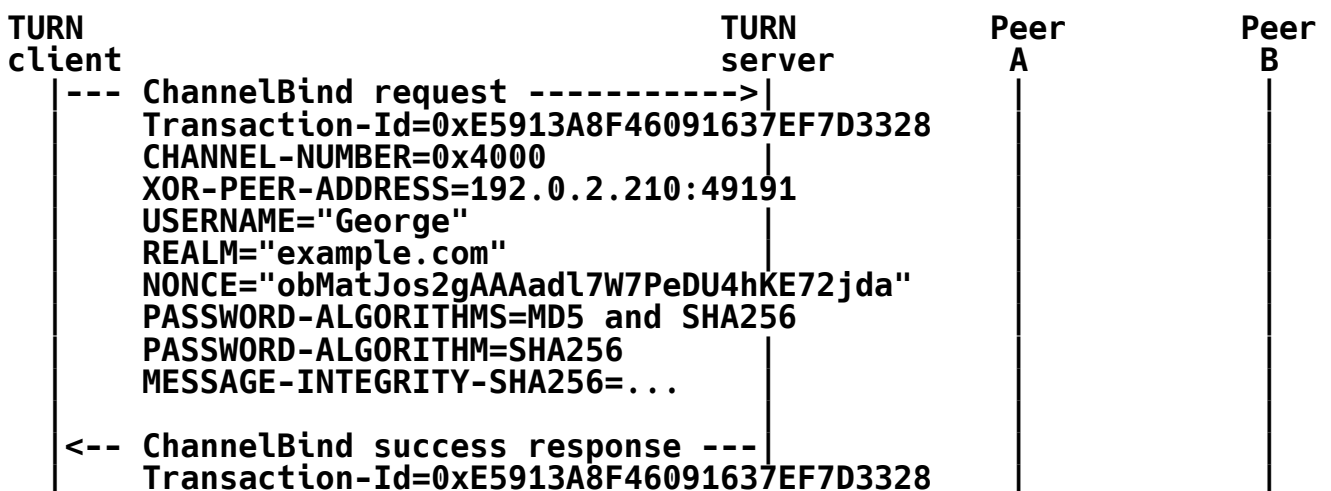 TURN                                        TURN          Peer          Peer
client                                      server         A             B
  |--- ChannelBind request ----------->|              |              |
  |    Transaction-Id=0xE5913A8F46091637EF7D3328      |              |
  |    CHANNEL-NUMBER=0x4000           |              |              |
  |    XOR-PEER-ADDRESS=192.0.2.210:49191             |              |
  |    USERNAME="George"               |              |              |
  |    REALM="example.com"             |              |              |
  |    NONCE="obMatJos2gAAAadl7W7PeDU4hKE72jda"       |              |
  |    PASSWORD-ALGORITHMS=MD5 and SHA256             |              |
  |    PASSWORD-ALGORITHM=SHA256       |              |              |
  |    MESSAGE-INTEGRITY-SHA256=...    |              |              |
  |                                    |              |              |
  |<-- ChannelBind success response ---|              |              |
  |    Transaction-Id=0xE5913A8F46091637EF7D3328      |              |